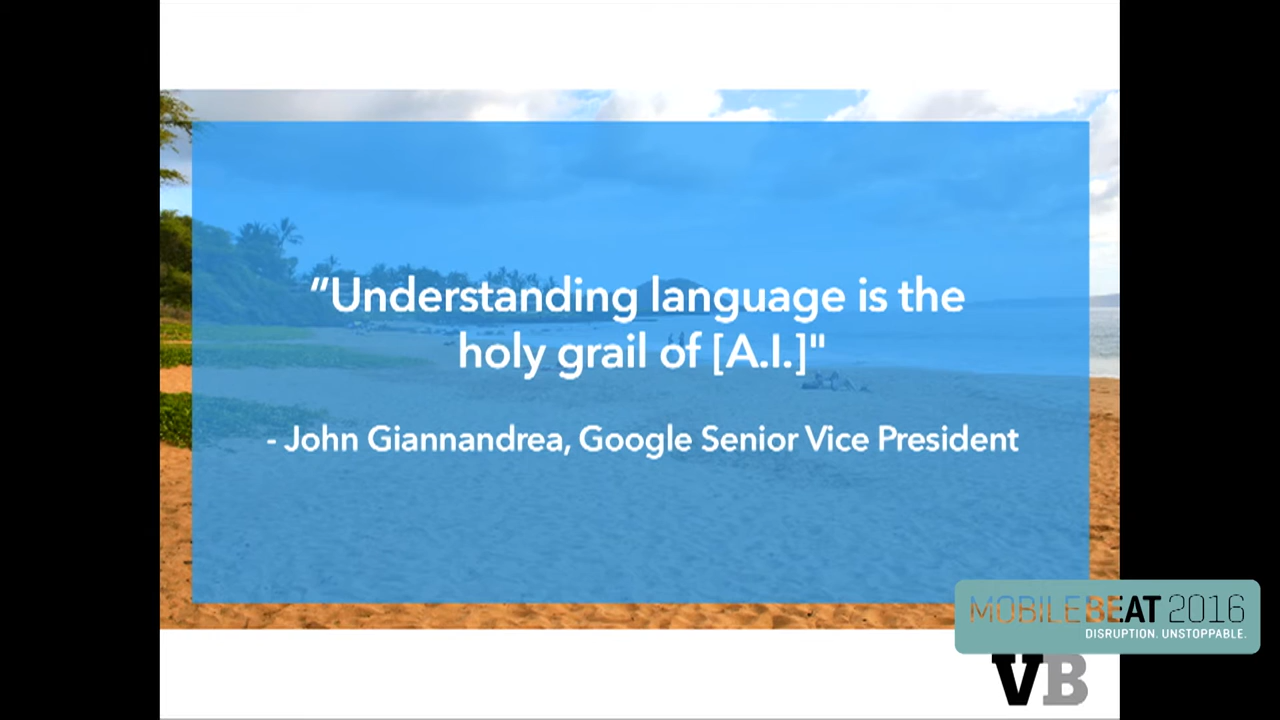 “Understanding language is the
holy grail of [A.I.]"
- John Giannandrea, Google Senior Vice President
MOBILEBEAT 2016
DISRUPTION. UNSTOPPABLE.
VB